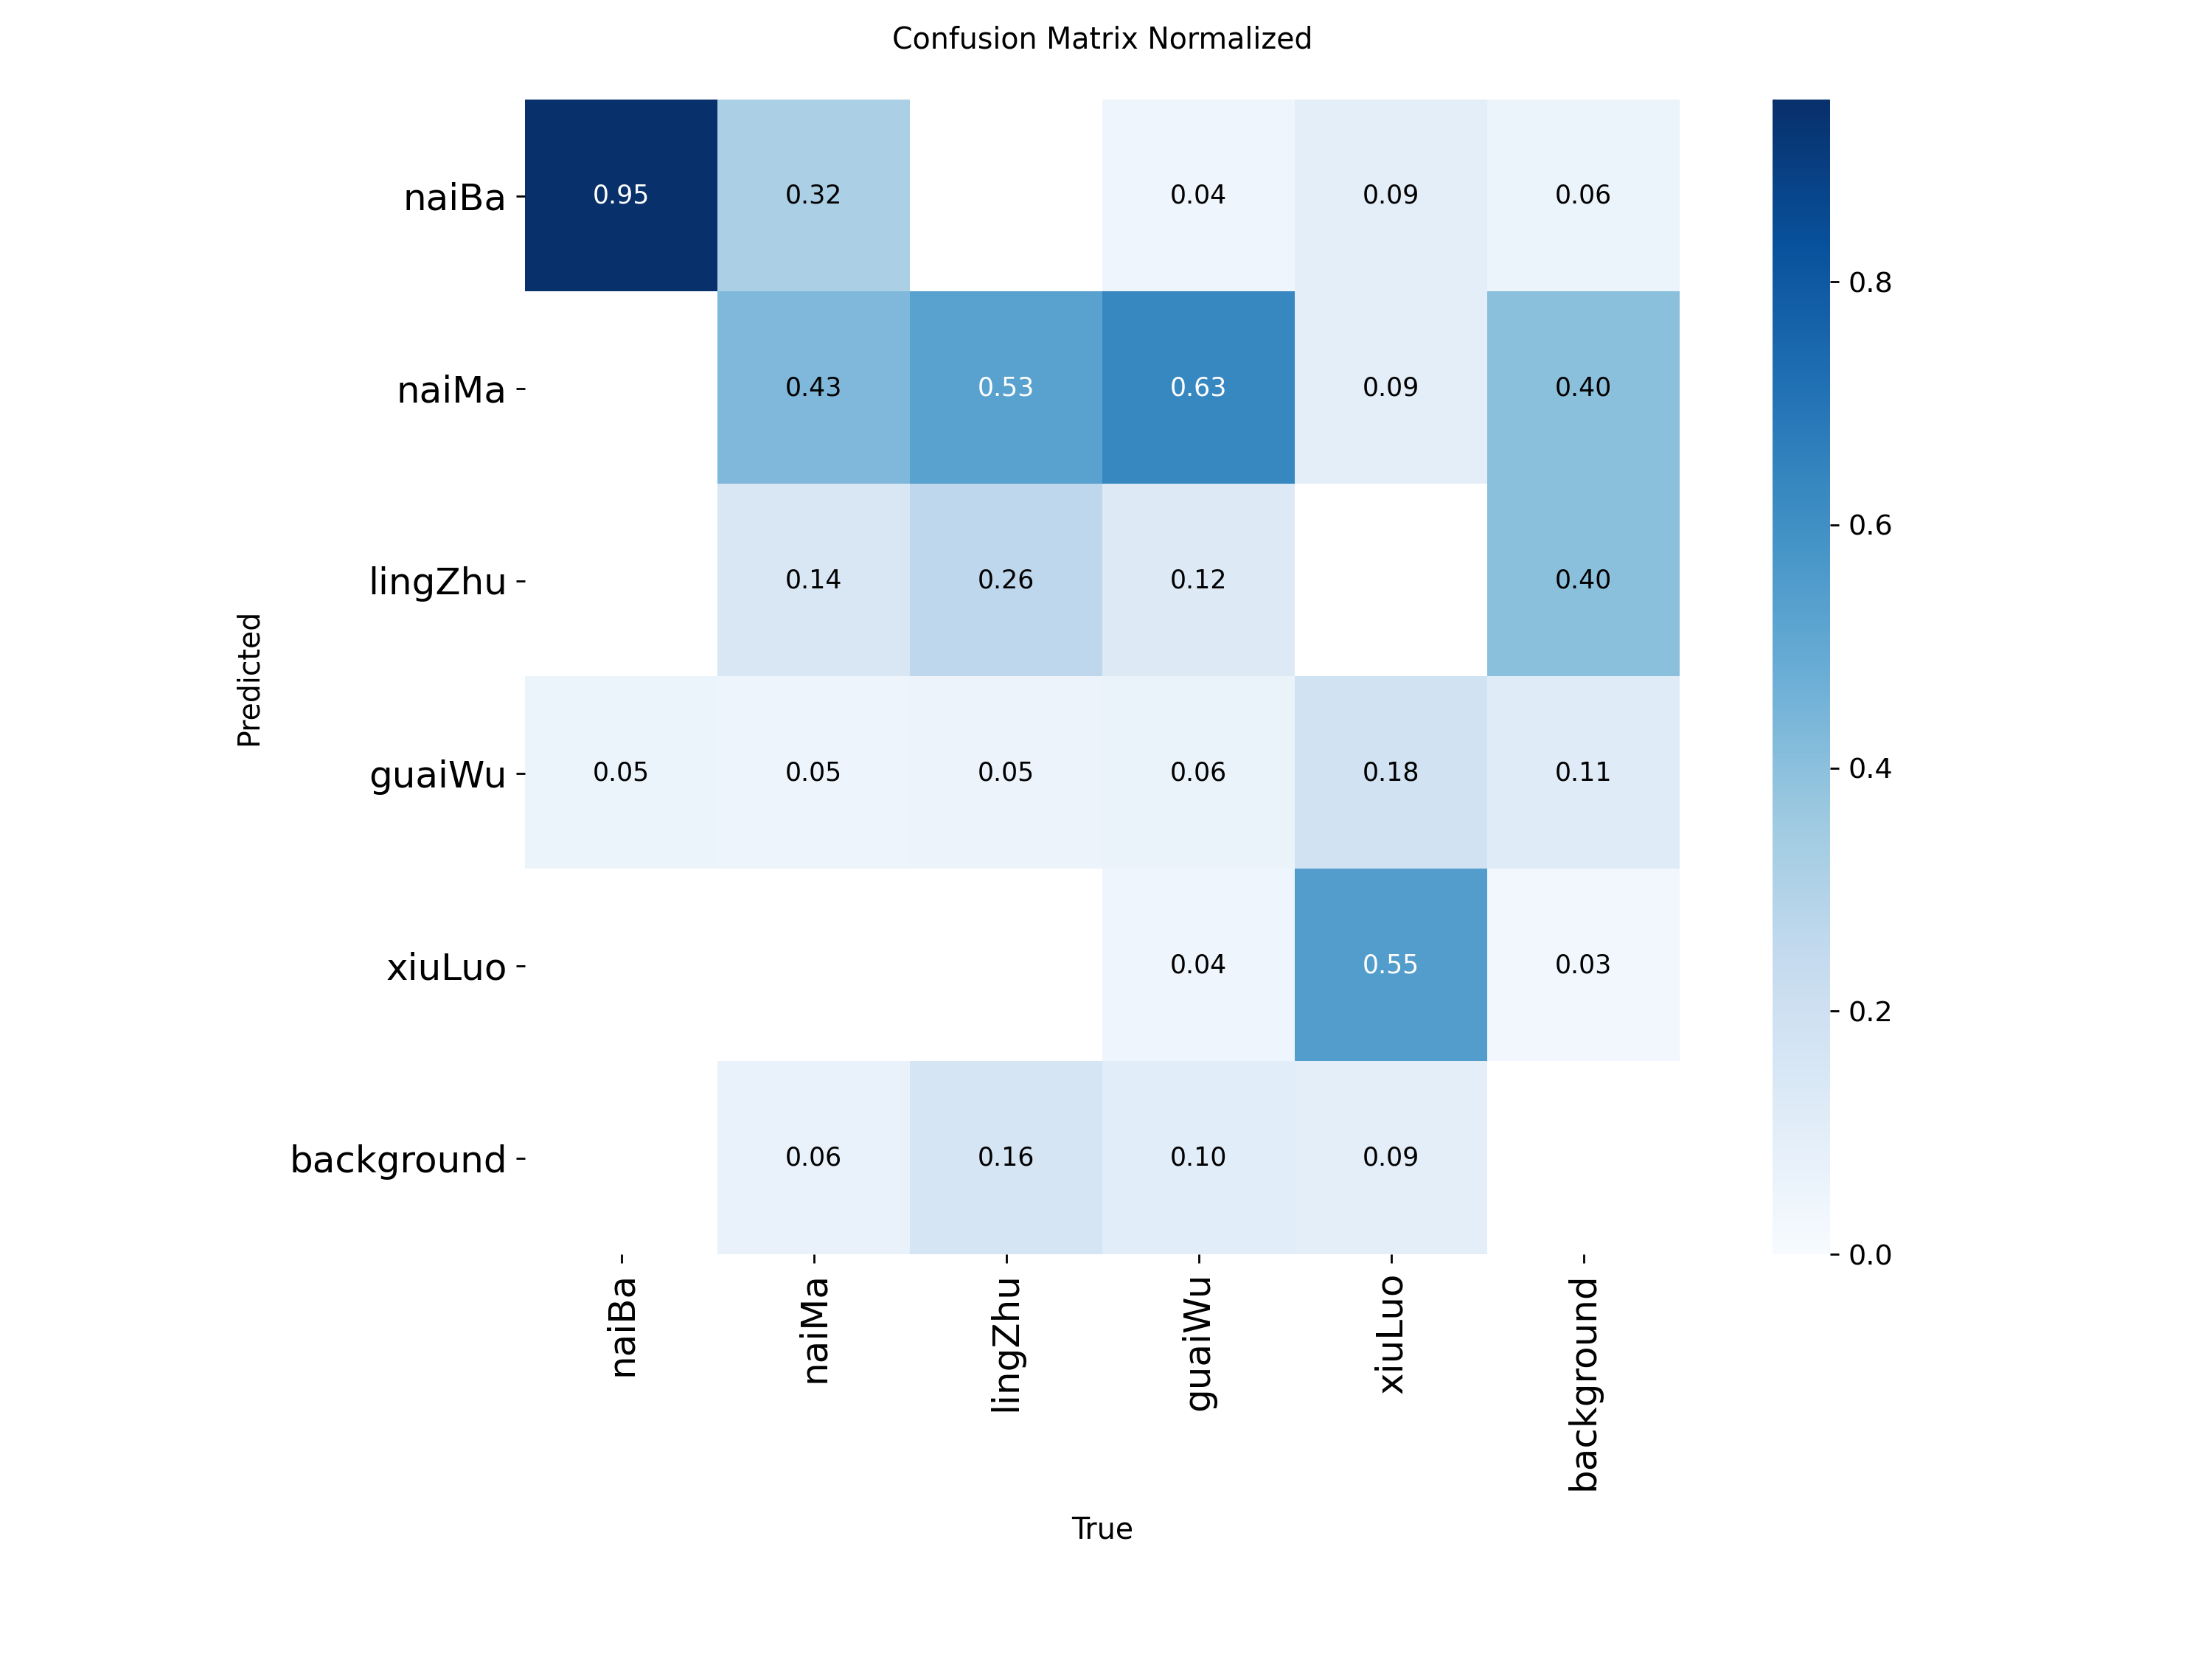 Confusion Matrix Normalized
naiBa 0.95 0.32 0.04 0.09 0.06
naiMa 0.43 0.53 0.63 0.09 0.40
lingZhu 0.14 0.26 0.12 0.40
guaiWu 0.05 0.05 0.05 0.06 0.18 0.11
xiuLuo 0.04 0.55 0.03
background 0.06 0.16 0.10 0.09
Predicted
naiBa naiMa lingZhu guaiWu xiuLuo background
True
0.8
0.6
0.4
0.2
0.0